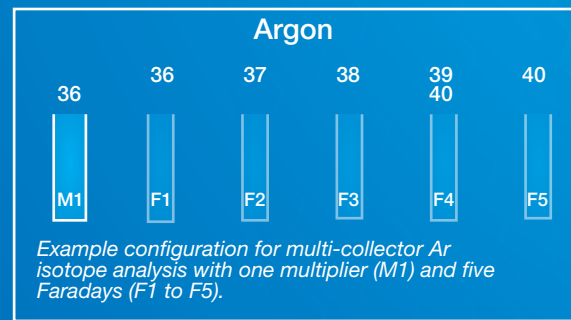 Argon
36 36 37 38 39 40
40
M1 F1 F2 F3 F4 F5
Example configuration for multi-collector Ar
isotope analysis with one multiplier (M1) and five
Faradays (F1 to F5).